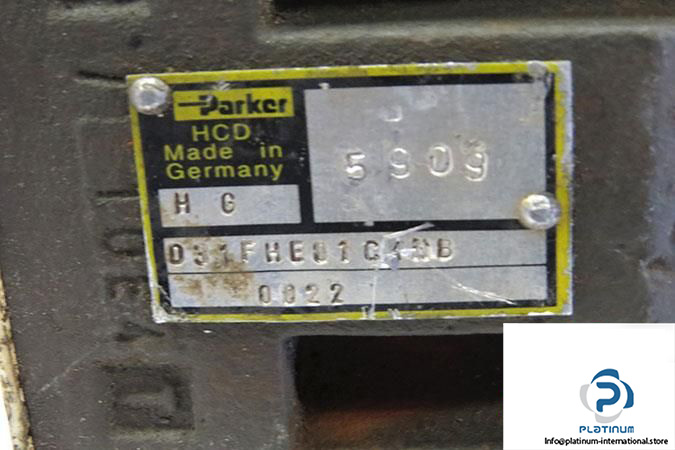 Parker
HCD
Made in
Germany
5909
H G
D31FHE01C4NB
0022
PLATINUM
Info@platinum-international.store